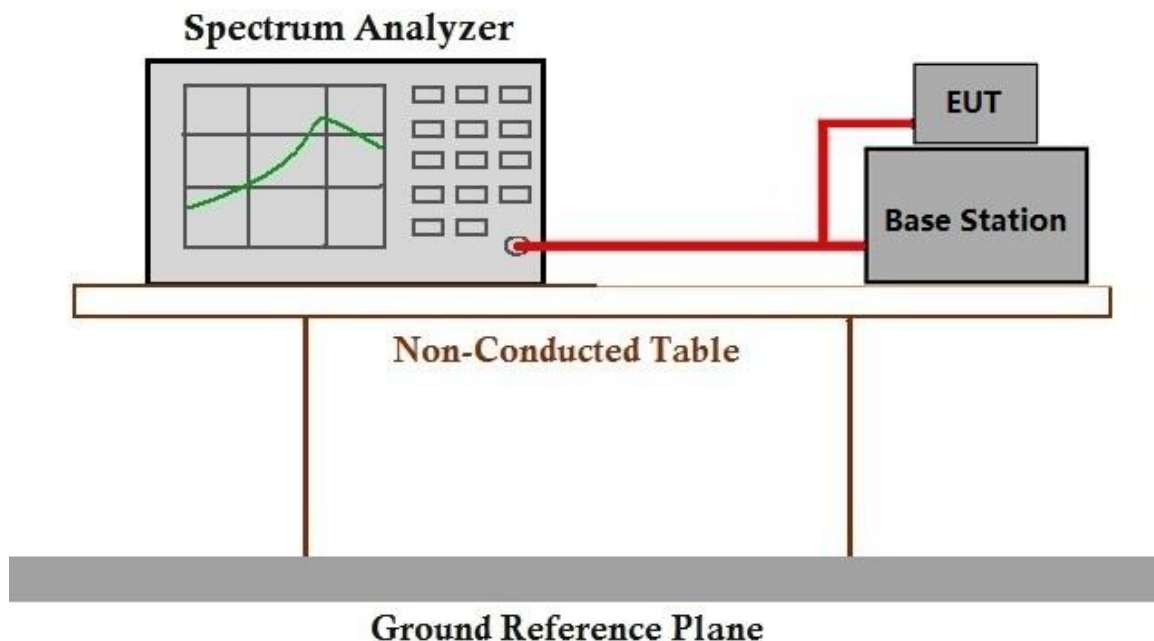 Spectrum Analyzer
EUT
Base Station
Non-Conducted Table
Ground Reference Plane